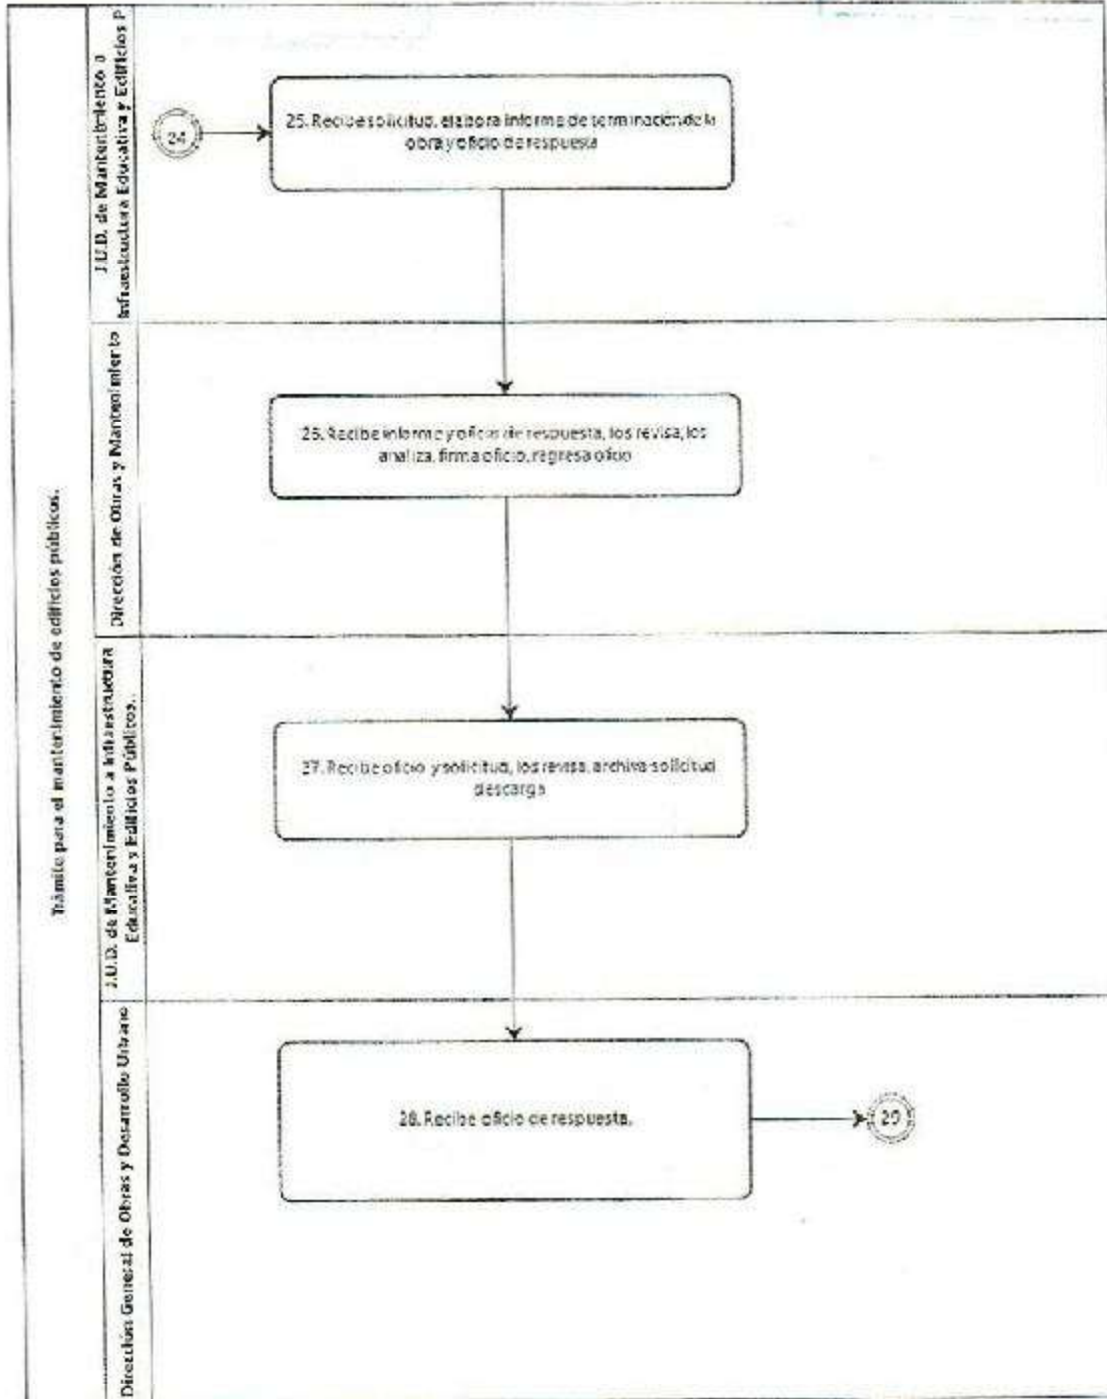 Trámite para el mantenimiento de edificios públicos.
J.U.D. de Mantenimiento a
Infraestructura Educativa y Edificios P
24
25. Recibe solicitud, elabora informe de terminación de la
obra y oficio de respuesta
Dirección de Obras y Mantenimiento
26. Recibe informe y oficio de respuesta, los revisa, los
analiza, firma oficio, regresa oficio
J.U.D. de Mantenimiento a Infraestructura
Educativa y Edificios Públicos.
27. Recibe oficio y solicitud, los revisa, archiva solicitud
descarga
Dirección General de Obras y Desarrollo Urbano
28. Recibe oficio de respuesta.
29